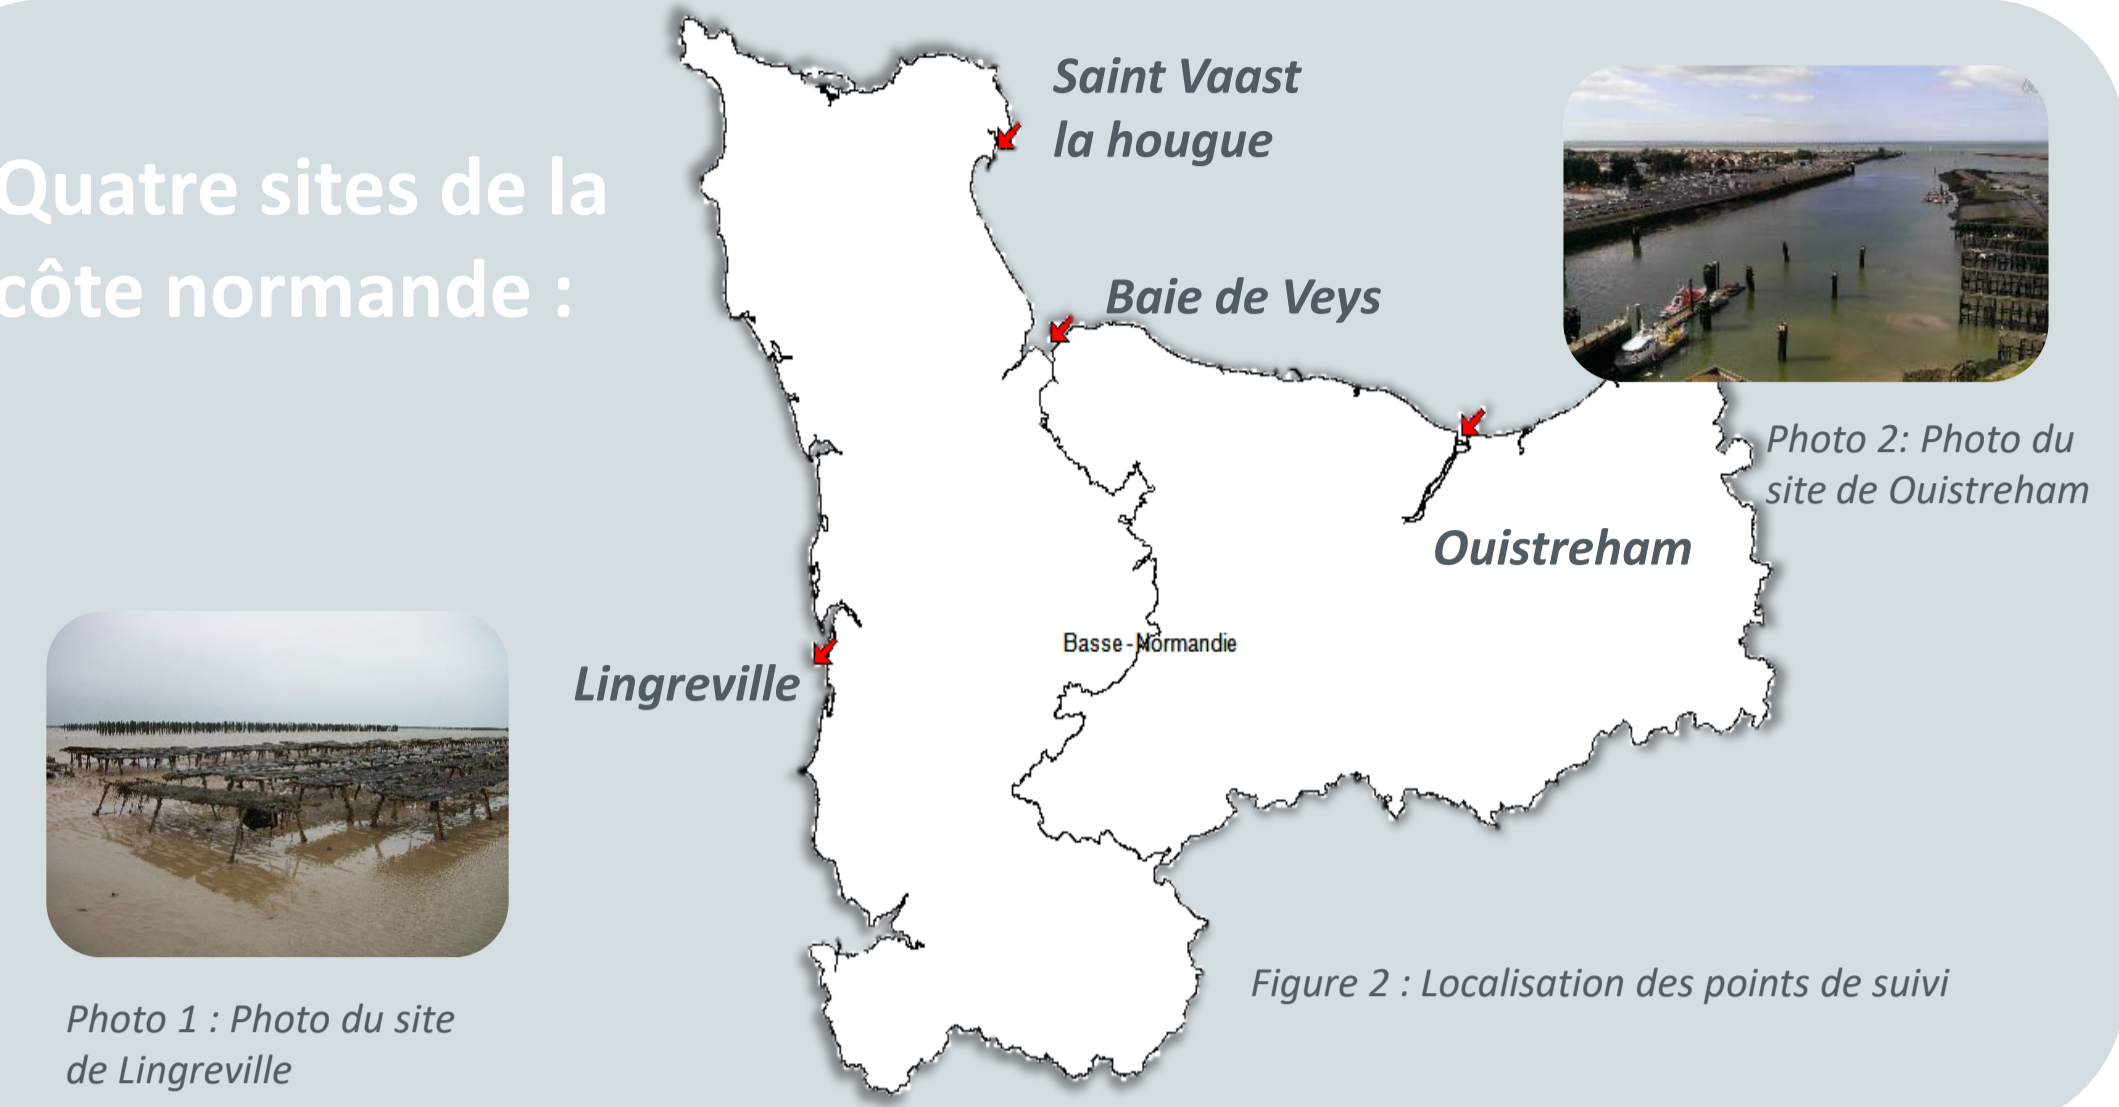 Quatre sites de la
côte normande :
Saint Vaast
la hougue
Baie de Veys
Photo 2: Photo du
site de Ouistreham
Ouistreham
Basse-Normandie
Lingreville
Figure 2 : Localisation des points de suivi
Photo 1 : Photo du site
de Lingreville